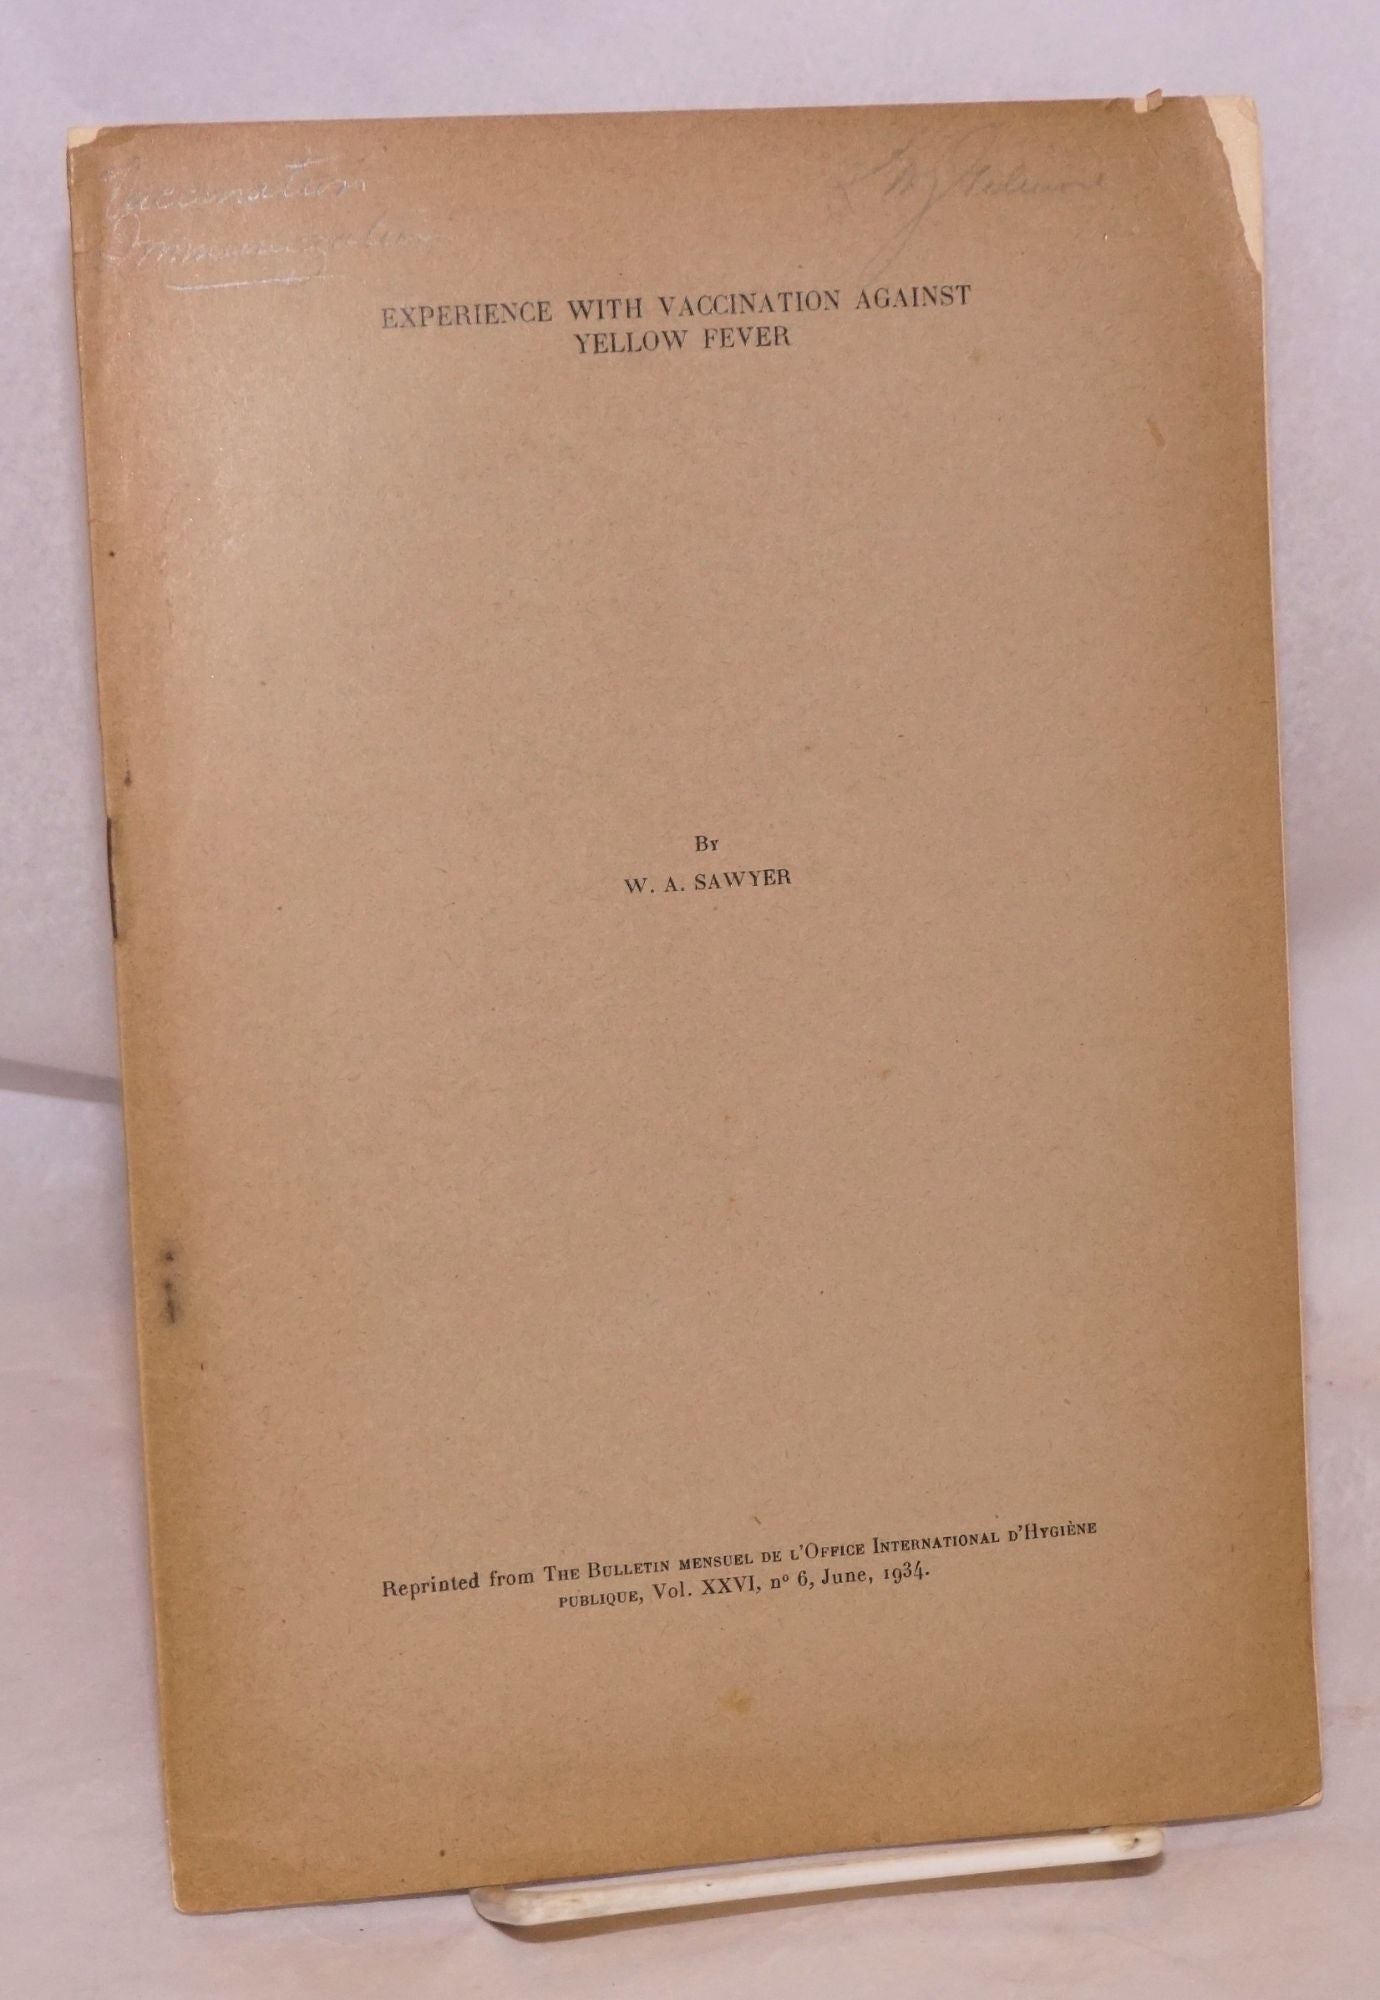 Vaccination
Immunization
EXPERIENCE WITH VACCINATION AGAINST
YELLOW FEVER
By
W. A. SAWYER
Reprinted from The Bulletin mensuel de l'Office International d'Hygiène
publique, Vol. XXVI, nº 6, June, 1934.